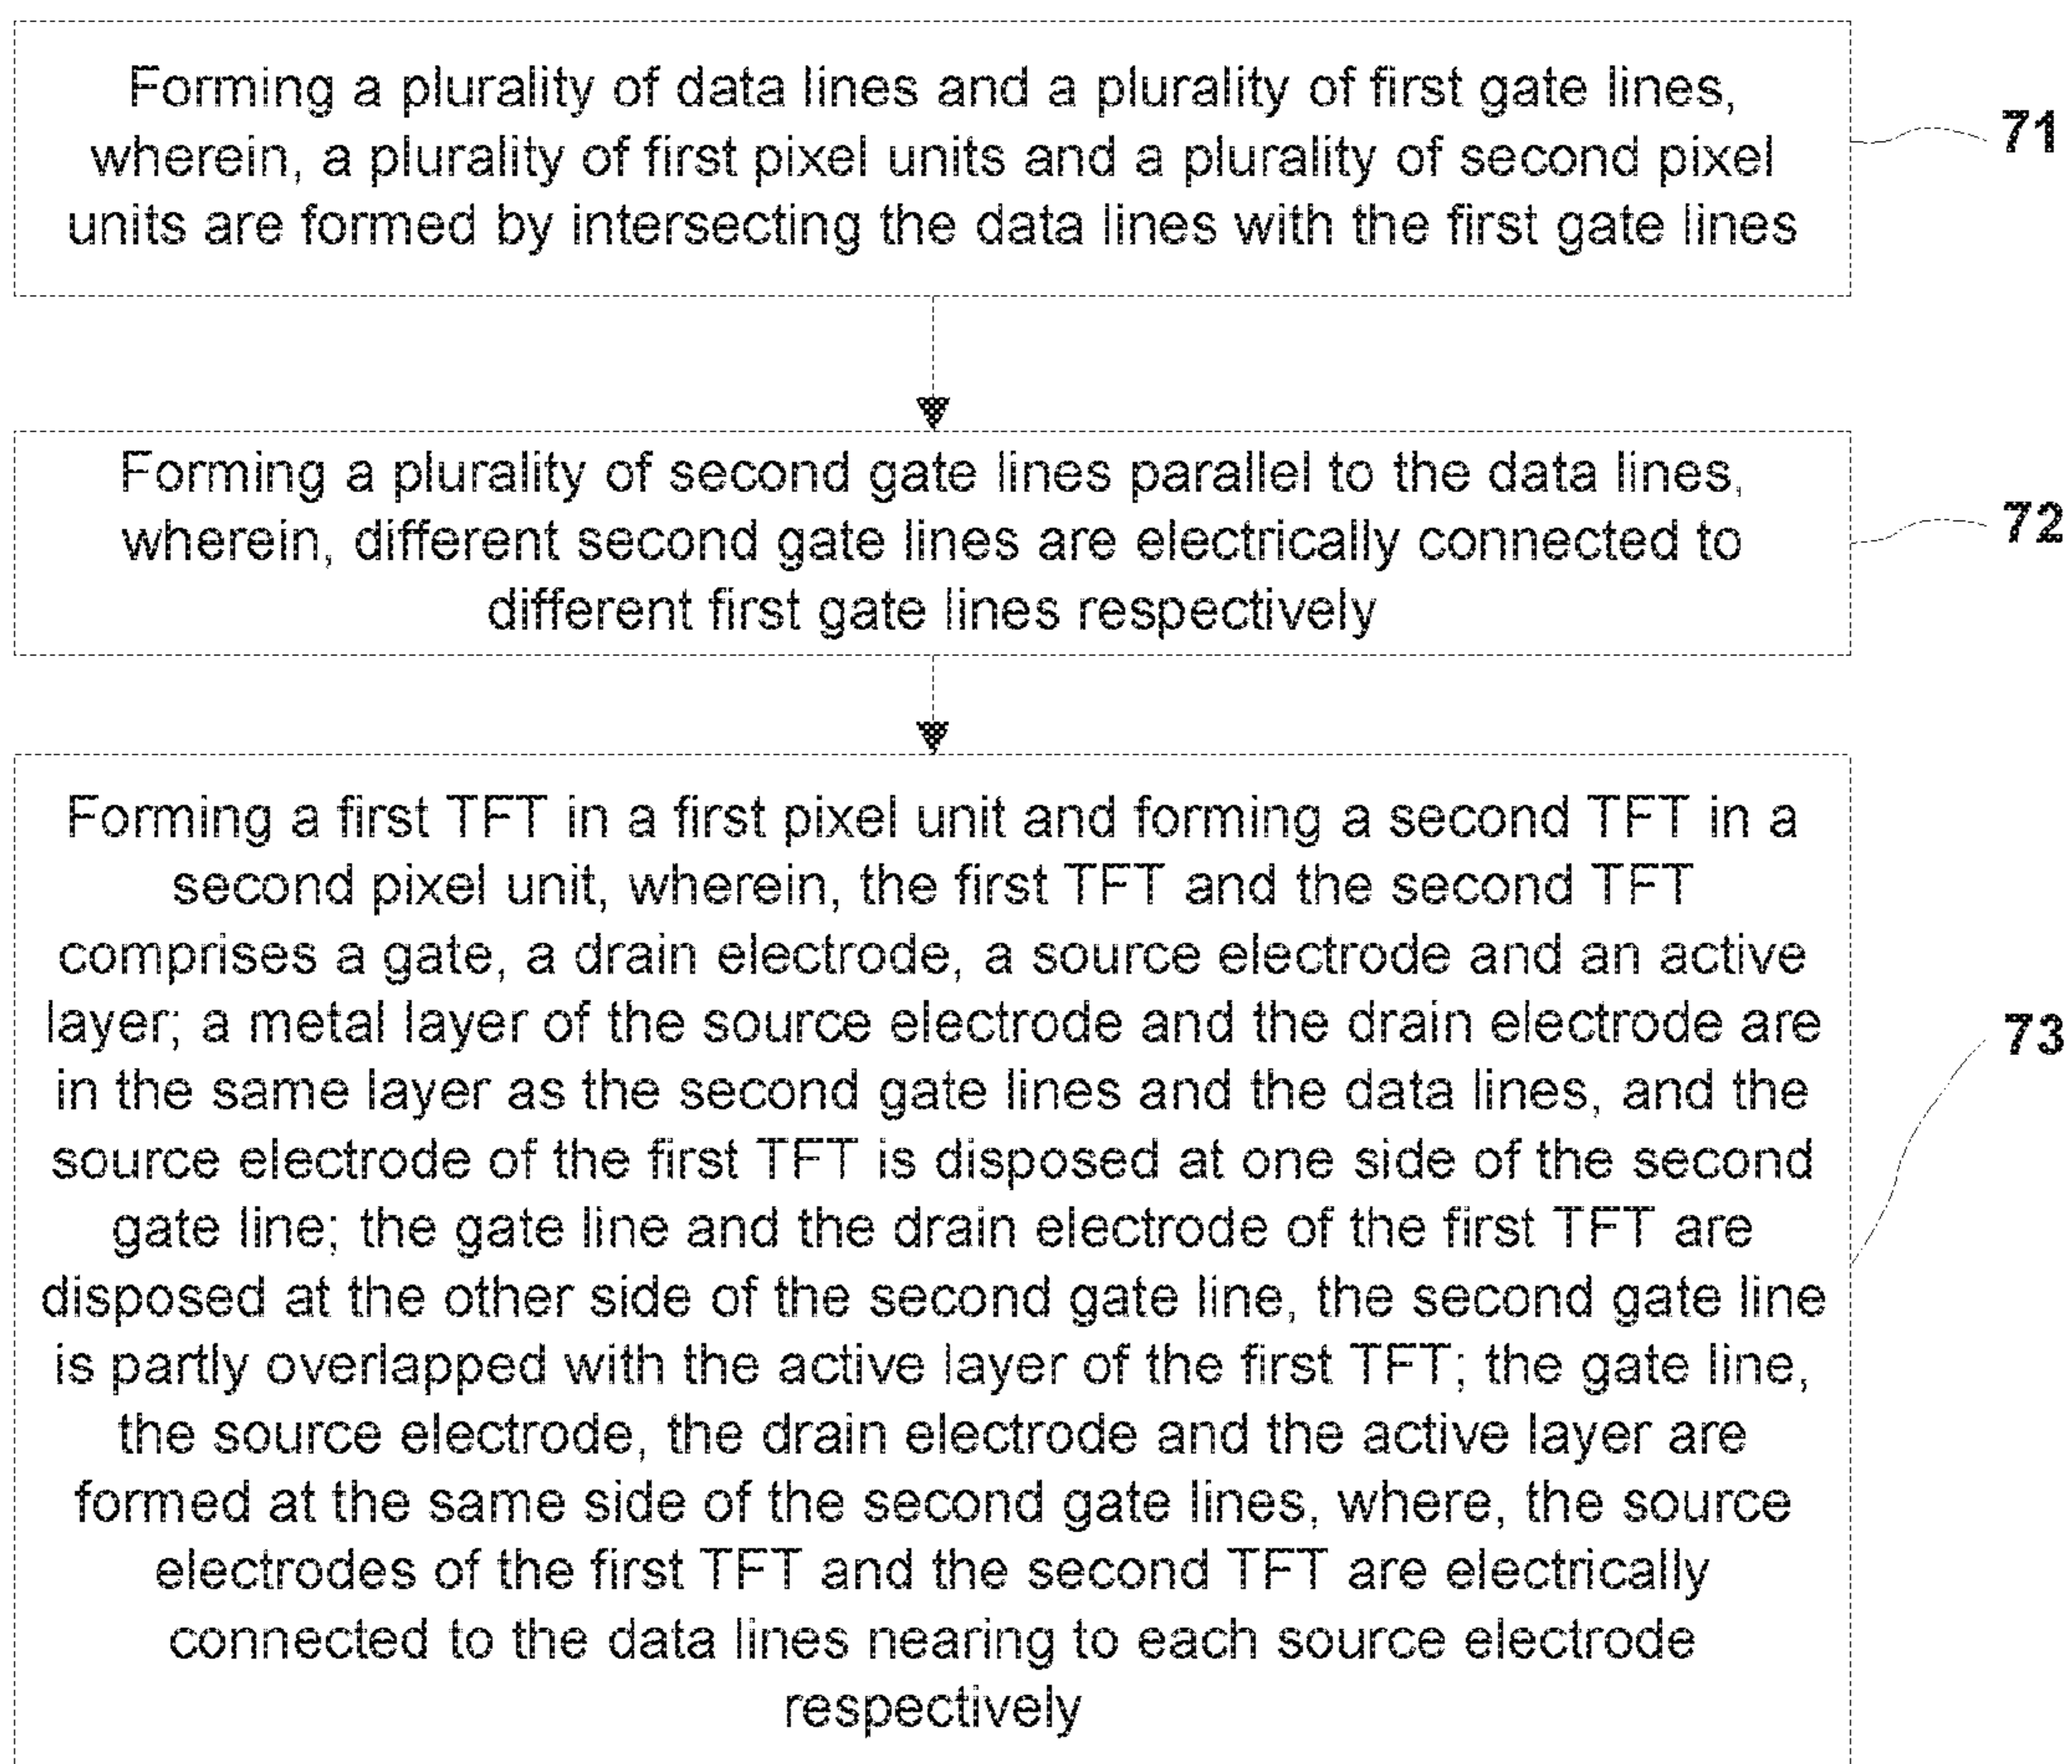 Forming a plurality of data lines and a plurality of first gate lines,
wherein, a plurality of first pixel units and a plurality of second pixel
units are formed by intersecting the data lines with the first gate lines
71
Forming a plurality of second gate lines parallel to the data lines,
wherein, different second gate lines are electrically connected to
different first gate lines respectively
72
Forming a first TFT in a first pixel unit and forming a second TFT in a
second pixel unit, wherein, the first TFT and the second TFT
comprises a gate, a drain electrode, a source electrode and an active
layer; a metal layer of the source electrode and the drain electrode are
in the same layer as the second gate lines and the data lines, and the
source electrode of the first TFT is disposed at one side of the second
gate line; the gate line and the drain electrode of the first TFT are
disposed at the other side of the second gate line, the second gate line
is partly overlapped with the active layer of the first TFT; the gate line,
the source electrode, the drain electrode and the active layer are
formed at the same side of the second gate lines, where, the source
electrodes of the first TFT and the second TFT are electrically
connected to the data lines nearing to each source electrode
respectively
73